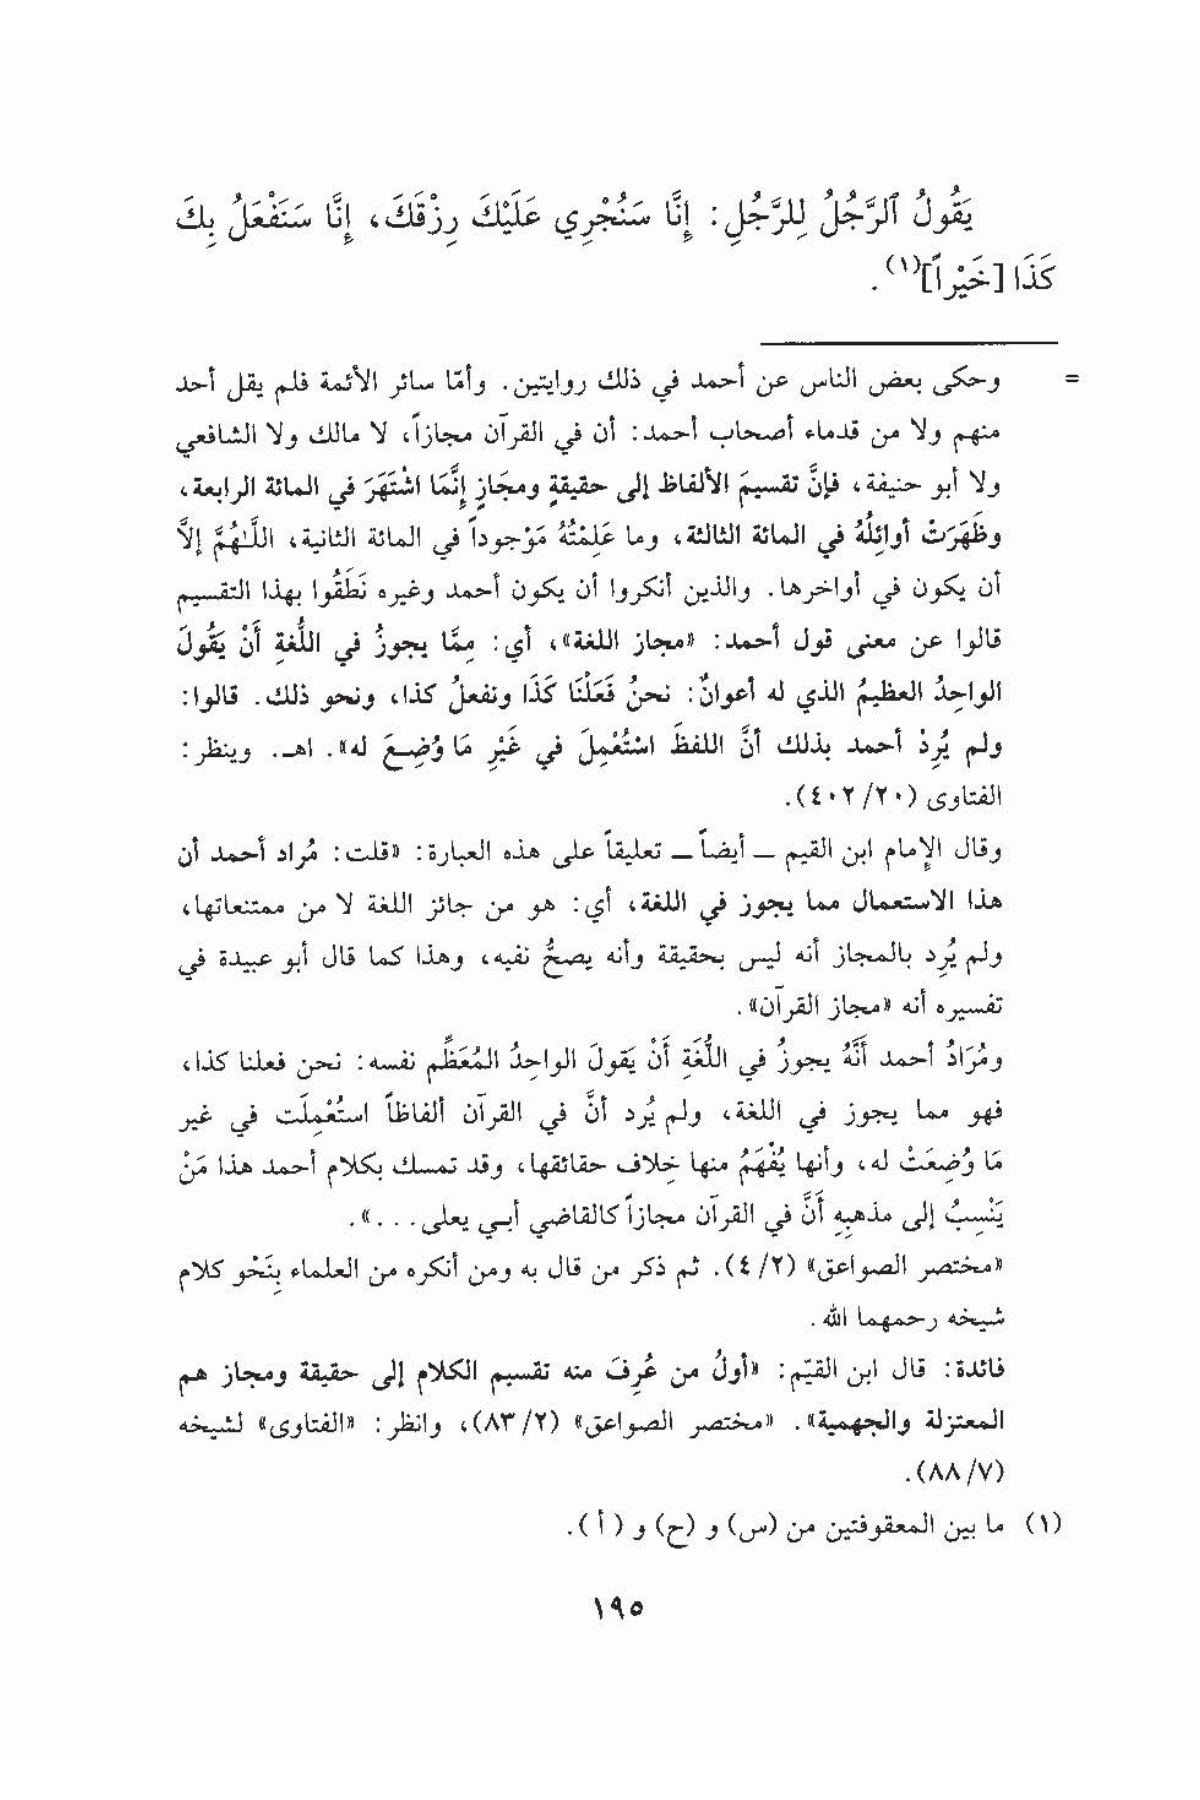 يَقُولُ ٱلرَّجُلُ لِلرَّجُلِ: إِنَّا سَنُجْرِي عَلَيْكَ رِزْقَكَ، إِنَّا سَنَفْعَلُ بِكَ
كَذَا [خَيْراً](١).
= وحكى بعض الناس عن أحمد في ذلك روايتين. وأمّا سائر الأئمة فلم يقل أحد
منهم ولا من قدماء أصحاب أحمد: أن في القرآن مجازاً، لا مالك ولا الشافعي
ولا أبو حنيفة، فإنَّ تقسيمَ الألفاظ إلى حقيقةٍ ومجَازٍ إنَّمَا اشْتَهَرَ في المائة الرابعة،
وظَهَرَتْ أوائِلُهُ في المائة الثالثة، وما عَلِمْتُهُ مَوْجوداً في المائة الثانية، اللَّـٰهُمَّ إلاَّ
أن يكون في أواخرها. والذين أنكروا أن يكون أحمد وغيره نَطَقُوا بهذا التقسيم
قالوا عن معنى قول أحمد: «مجاز اللغة»، أي: مِمَّا يجوزُ في اللُّغةِ أَنْ يَقُولَ
الواحِدُ العظيمُ الذي له أعوانٌ: نحنُ فَعَلْنَا كَذَا ونفعلُ كذا، ونحو ذلك. قالوا:
ولم يُرِدْ أحمد بذلك أنَّ اللفظَ اسْتُعْمِلَ في غَيْرِ مَا وُضِعَ له». اهـ. وينظر:
الفتاوى (٢٠/ ٤٠٢).
وقال الإمام ابن القيم ــ أيضاً ــ تعليقاً على هذه العبارة: «قلت: مُراد أحمد أن
هذا الاستعمال مما يجوز في اللغة، أي: هو من جائز اللغة لا من ممتنعاتها،
ولم يُرِد بالمجاز أنه ليس بحقيقة وأنه يصحُّ نفيه، وهذا كما قال أبو عبيدة في
تفسيره أنه «مجاز القرآن».
ومُرَادُ أحمد أَنَّهُ يجوزُ في اللُّغَةِ أَنْ يَقولَ الواحِدُ المُعَظِّم نفسه: نحن فعلنا كذا،
فهو مما يجوز في اللغة، ولم يُرد أنَّ في القرآن ألفاظاً استُعْمِلَت في غير
مَا وُضِعَتْ له، وأنها يُفْهَمُ منها خِلاف حقائقها، وقد تمسك بكلام أحمد هذا مَنْ
يَنْسِبُ إلى مذهبِهِ أَنَّ في القرآن مجازاً كالقاضي أبـي يعلى...».
«مختصر الصواعق» (٢/ ٤). ثم ذكر من قال به ومن أنكره من العلماء بِنَحْو كلام
شيخه رحمهما الله.
فائدة: قال ابن القيّم: «أولُ من عُرِفَ منه تقسيم الكلام إلى حقيقة ومجاز هم
المعتزلة والجهمية». «مختصر الصواعق» (٢/ ٨٣)، وانظر: «الفتاوى» لشيخه
(٧/ ٨٨).
(١) ما بين المعقوفتين من (س) و (ح) و (أ).
١٩٥